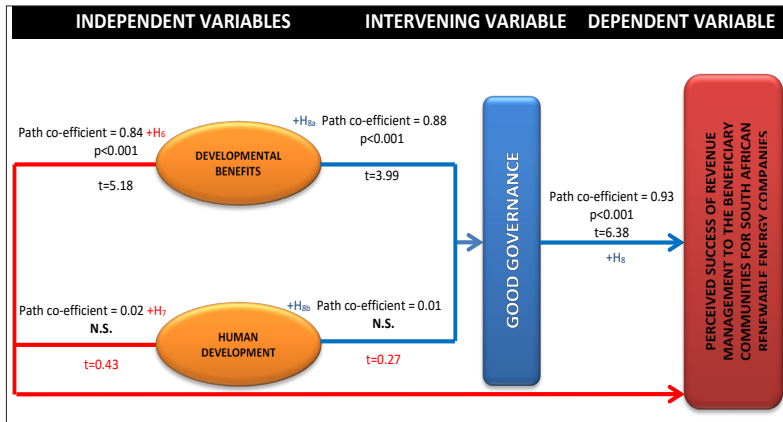 INDEPENDENT VARIABLES
INTERVENING VARIABLE
DEPENDENT VARIABLE
Path co-efficient = 0.84 +H6
p<0.001
t=5.18
DEVELOPMENTAL
BENEFITS
+H8a Path co-efficient = 0.88
p<0.001
t=3.99
Path co-efficient = 0.02 +H7
N.S.
t=0.43
HUMAN
DEVELOPMENT
+H8b Path co-efficient = 0.01
N.S.
t=0.27
GOOD GOVERNANCE
Path co-efficient = 0.93
p<0.001
t=6.38
+H8
PERCEIVED SUCCESS OF REVENUE
MANAGEMENT TO THE BENEFICIARY
COMMUNITIES FOR SOUTH AFRICAN
RENEWABLE ENERGY COMPANIES